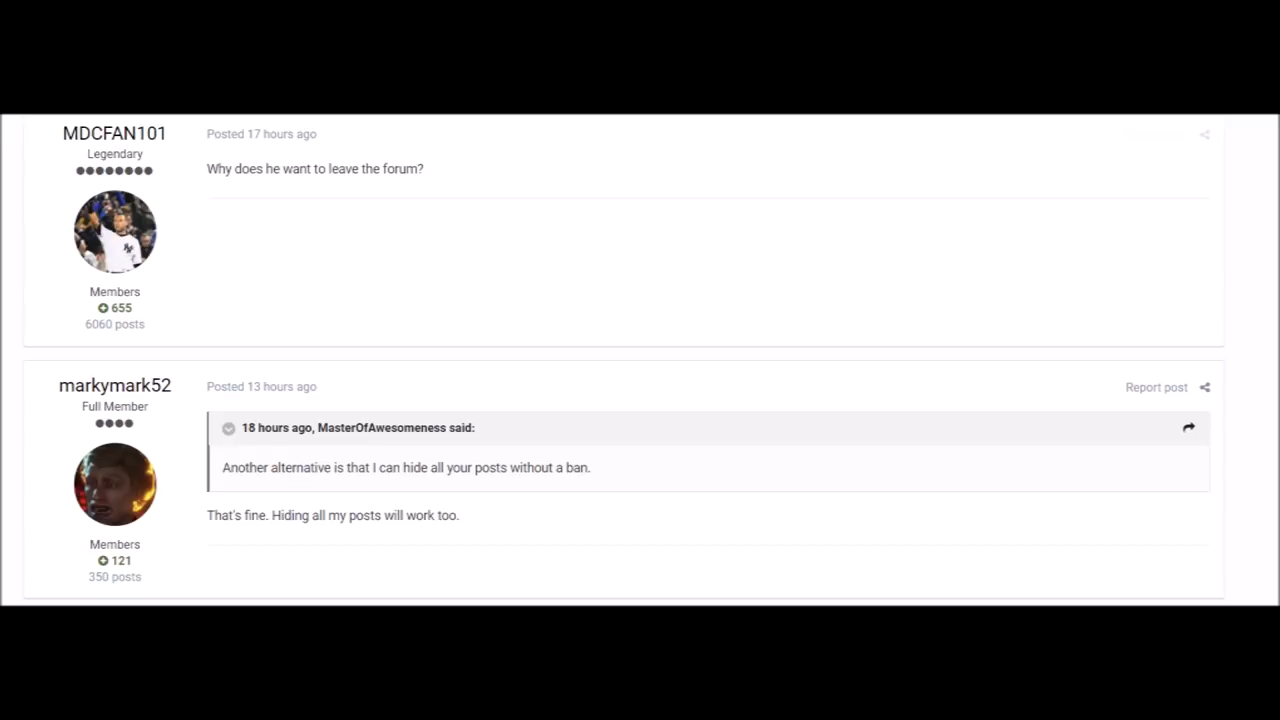 MDCFAN101
Legendary
Posted 17 hours ago
Why does he want to leave the forum?
Members
655
6060 posts
markymark52
Full Member
Posted 13 hours ago
Report post
18 hours ago, MasterOfAwesomeness said:
Another alternative is that I can hide all your posts without a ban.
That's fine. Hiding all my posts will work too.
Members
121
350 posts